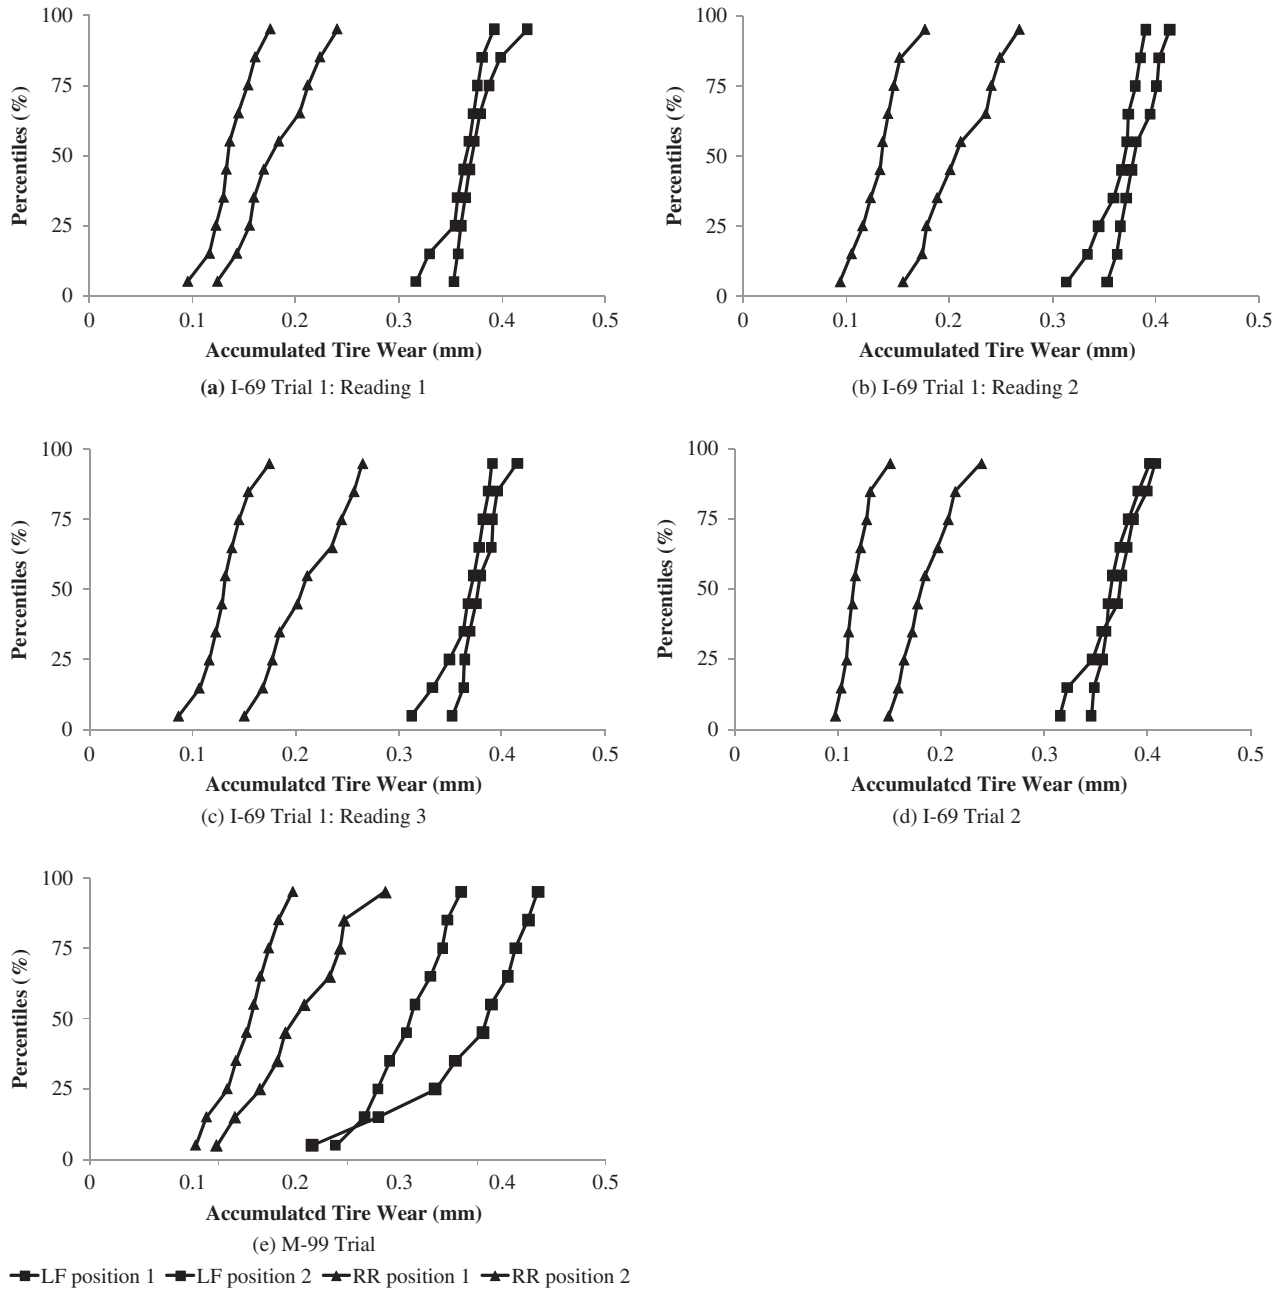 100
75
50
25
0
Percentiles (%)
0 0.1 0.2 0.3 0.4 0.5
Accumulated Tire Wear (mm)
(a) I-69 Trial 1: Reading 1
100
75
50
25
0
Percentiles (%)
0 0.1 0.2 0.3 0.4 0.5
Accumulated Tire Wear (mm)
(b) I-69 Trial 1: Reading 2
100
75
50
25
0
Percentiles (%)
0 0.1 0.2 0.3 0.4 0.5
Accumulatcd Tire Wear (mm)
(c) I-69 Trial 1: Reading 3
100
75
50
25
0
Percentiles (%)
0 0.1 0.2 0.3 0.4 0.5
Accumulatcd Tire Wear (mm)
(d) I-69 Trial 2
100
75
50
25
0
Percentiles (%)
0 0.1 0.2 0.3 0.4 0.5
Accumulatcd Tire Wear (mm)
(e) M-99 Trial
LF position 1 LF position 2 RR position 1 RR position 2